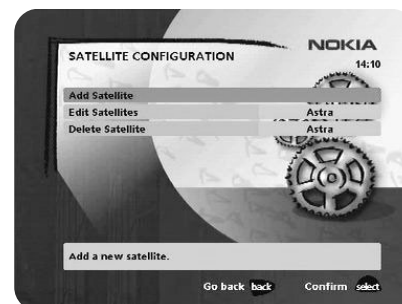 NOKIA
SATELLITE CONFIGURATION
14:10
Add Satellite
Edit Satellites Astra
Delete Satellite Astra
Add a new satellite.
Go back back Confirm select